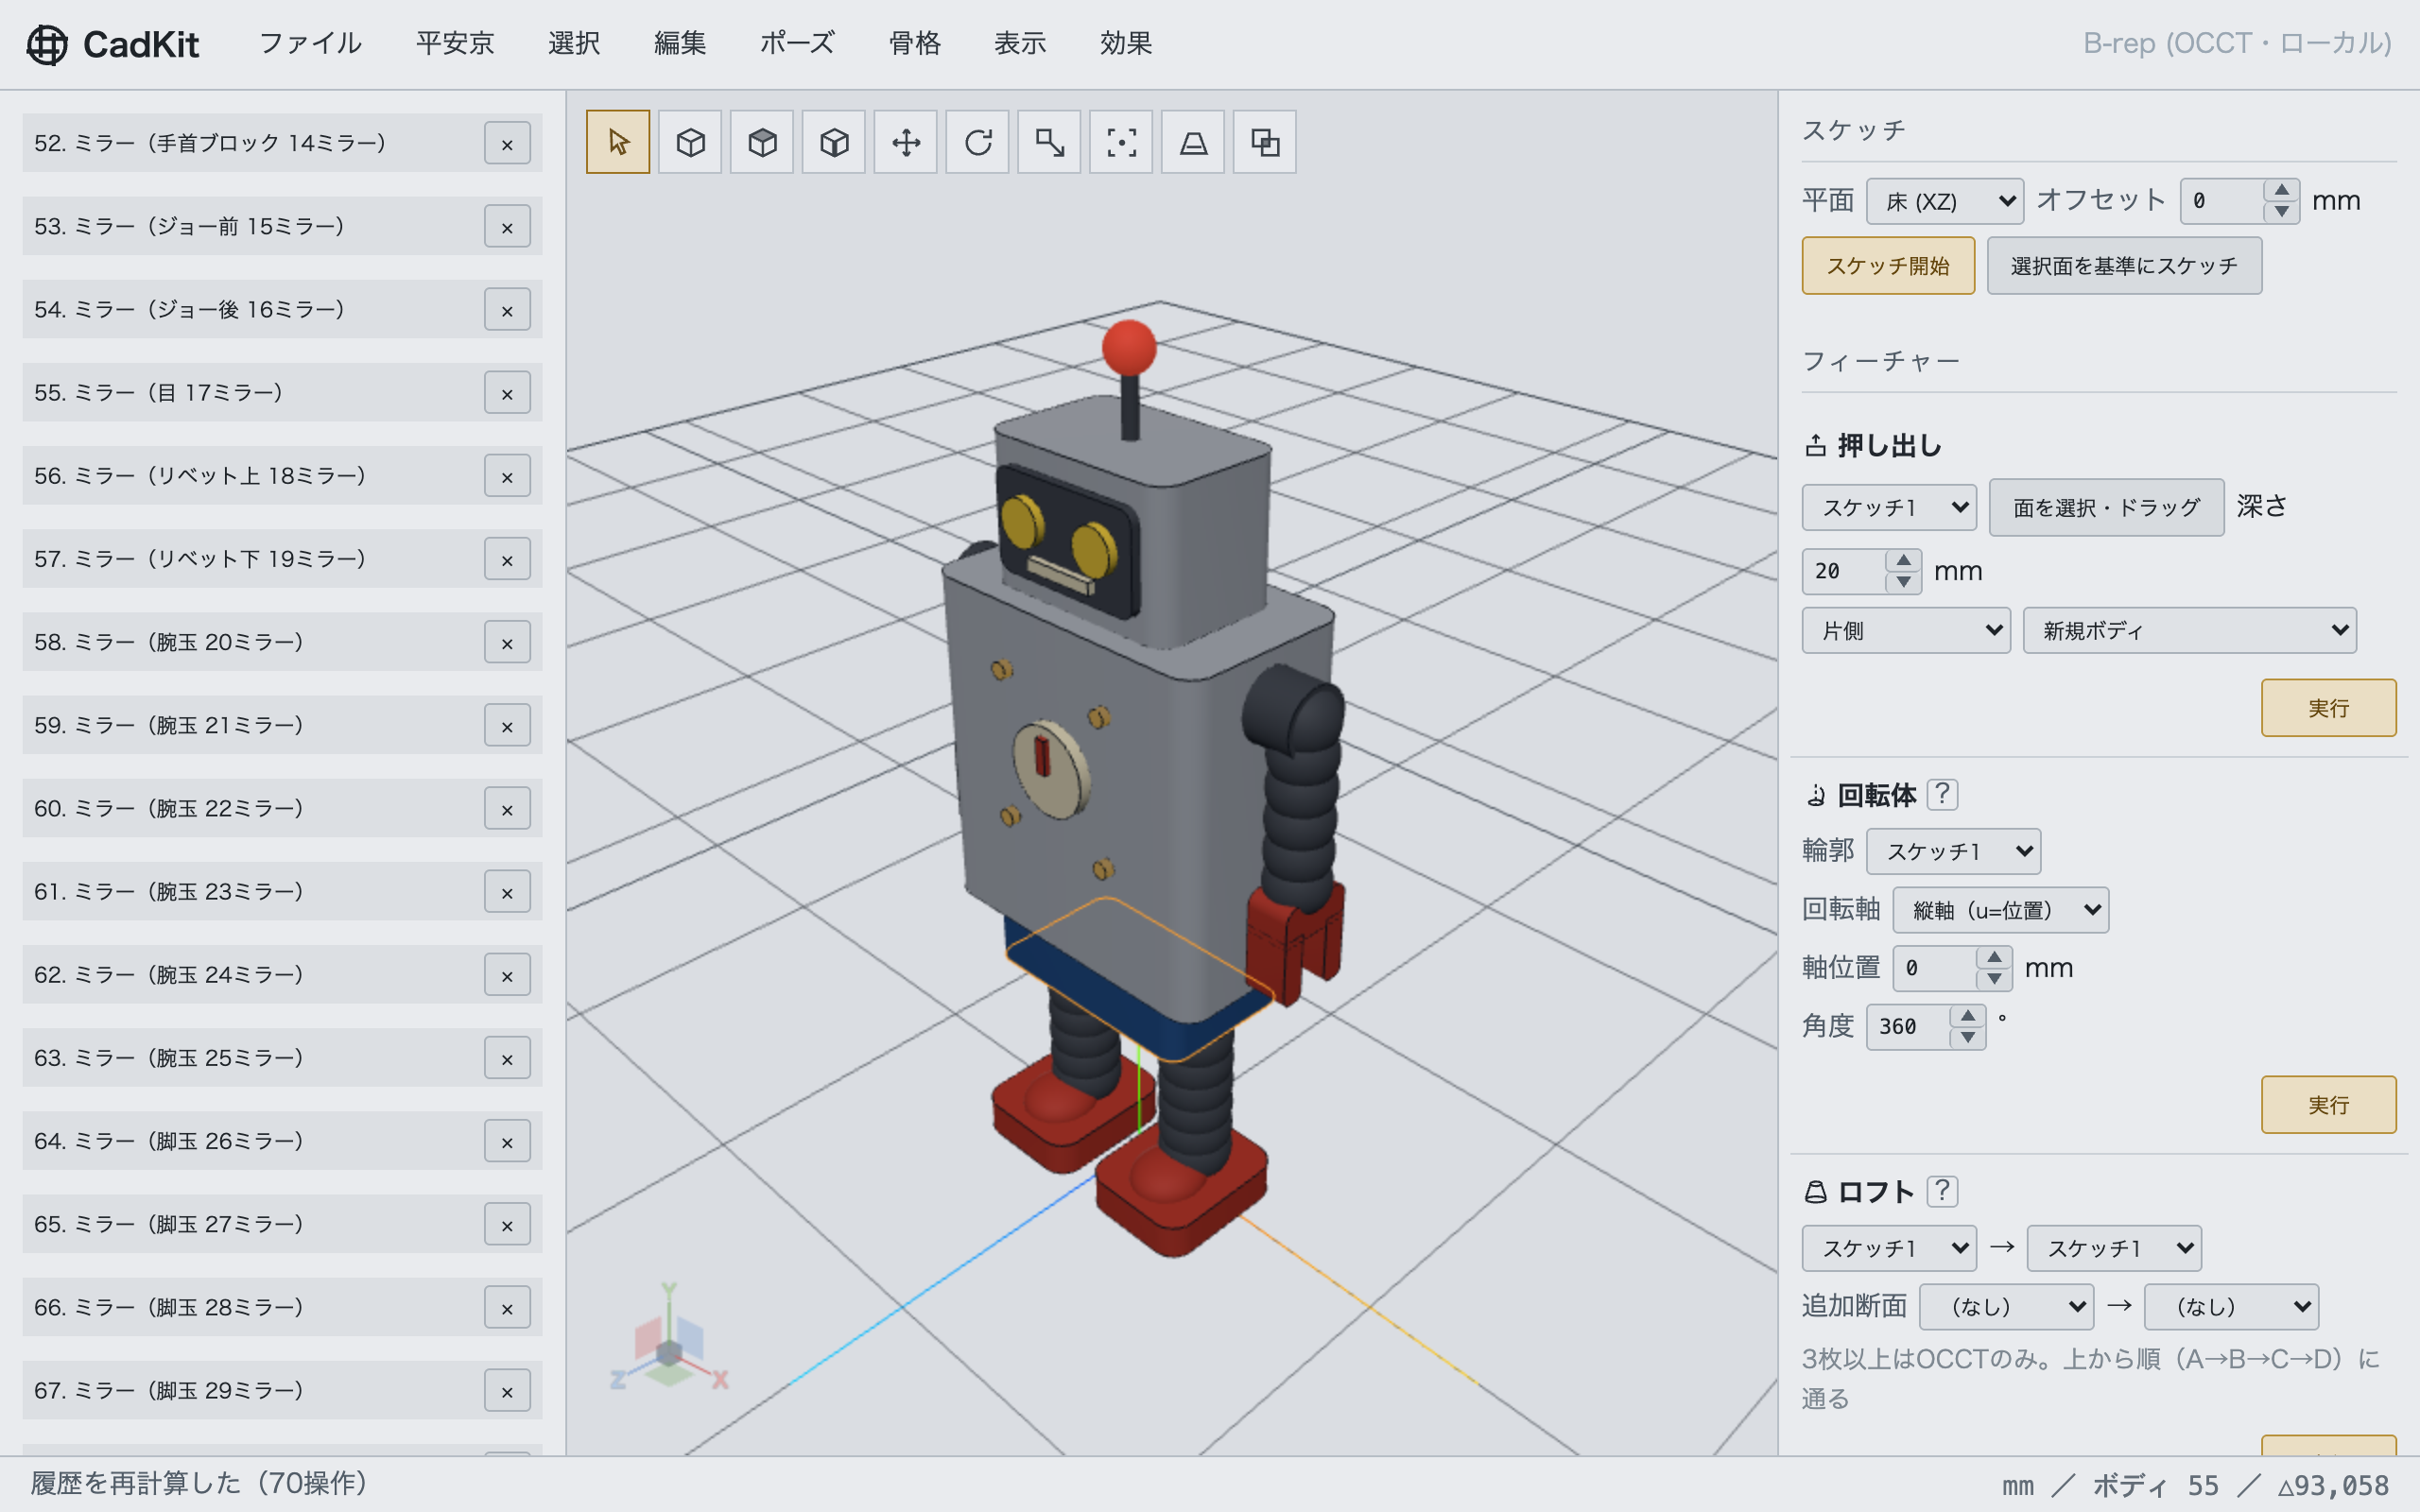 CadKit ファイル 平安京 選択 編集 ポーズ 骨格 表示 効果 B-rep (OCCT・ローカル)
52. ミラー（手首ブロック 14ミラー） ×
53. ミラー（ジョー前 15ミラー） ×
54. ミラー（ジョー後 16ミラー） ×
55. ミラー（目 17ミラー） ×
56. ミラー（リベット上 18ミラー） ×
57. ミラー（リベット下 19ミラー） ×
58. ミラー（腕玉 20ミラー） ×
59. ミラー（腕玉 21ミラー） ×
60. ミラー（腕玉 22ミラー） ×
61. ミラー（腕玉 23ミラー） ×
62. ミラー（腕玉 24ミラー） ×
63. ミラー（腕玉 25ミラー） ×
64. ミラー（脚玉 26ミラー） ×
65. ミラー（脚玉 27ミラー） ×
66. ミラー（脚玉 28ミラー） ×
67. ミラー（脚玉 29ミラー） ×
Y
Z
X
スケッチ
平面 床 (XZ) オフセット 0 mm
スケッチ開始 選択面を基準にスケッチ
フィーチャー
押し出し
スケッチ1 面を選択・ドラッグ 深さ
20 mm
片側 新規ボディ
実行
回転体 ?
輪郭 スケッチ1
回転軸 縦軸（u=位置）
軸位置 0 mm
角度 360 °
実行
ロフト ?
スケッチ1 → スケッチ1
追加断面 （なし） → （なし）
3枚以上はOCCTのみ。上から順（A→B→C→D）に
通る
履歴を再計算した（70操作） mm ／ ボディ 55 ／ △93,058